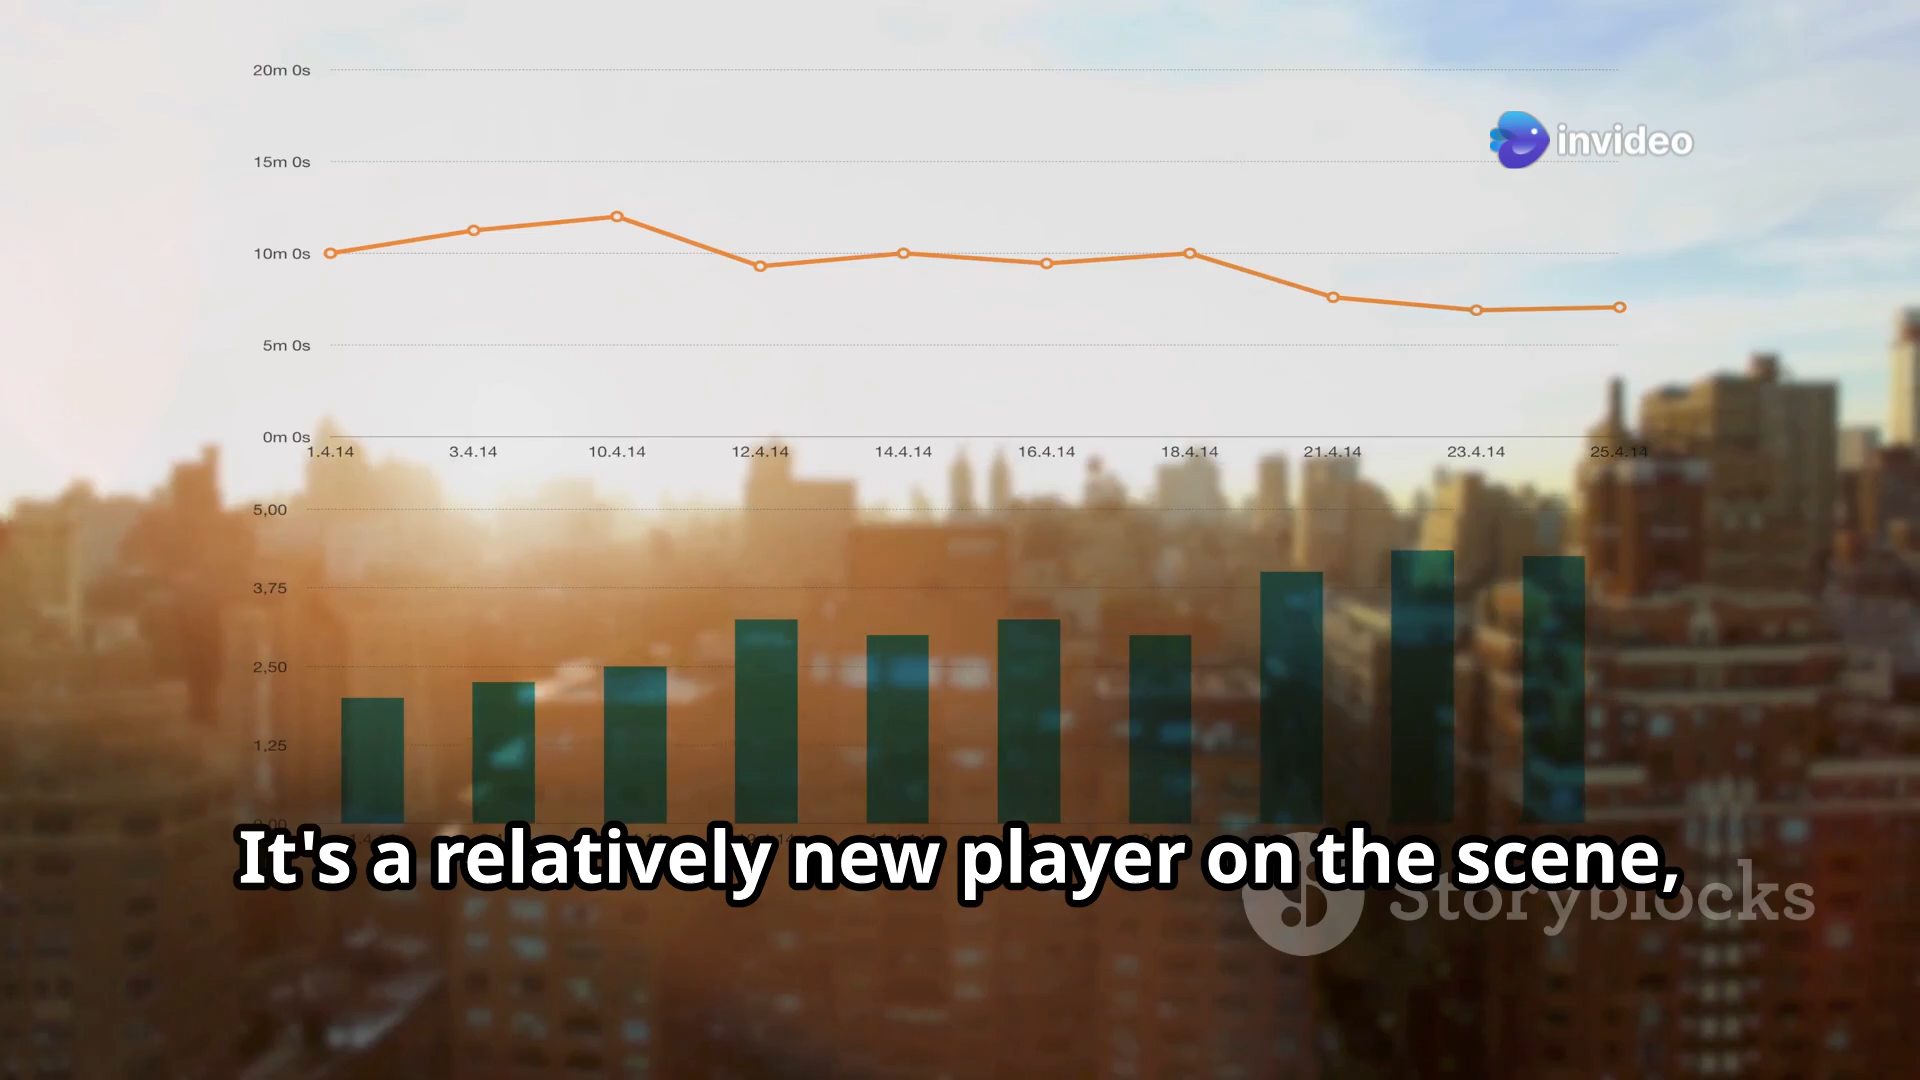 20m 0s
invideo
15m 0s
10m 0s
5m 0s
0m 0s
1.4.14 3.4.14 10.4.14 12.4.14 14.4.14 16.4.14 18.4.14 21.4.14 23.4.14 25.4.14
5,00
3,75
2,50
1,25
It's a relatively new player on the scene,
Storyblocks